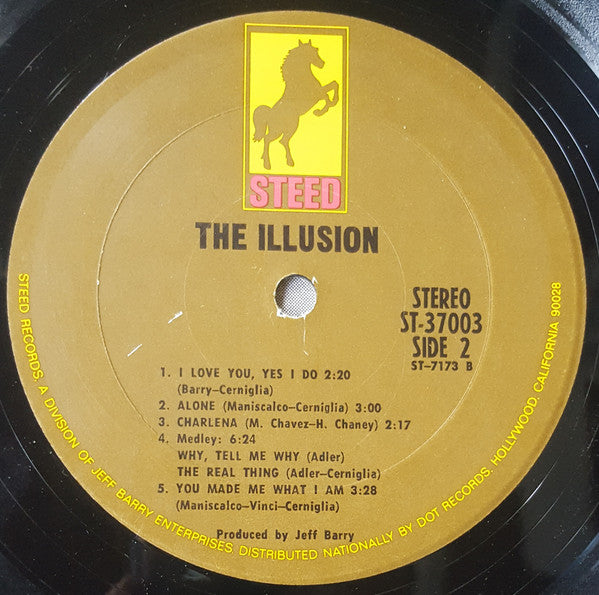 STEED
THE ILLUSION
STEREO
ST-37003
SIDE 2
ST-7173 B
1. I LOVE YOU, YES I DO 2:20
(Barry-Cerniglia)
2. ALONE (Maniscalco-Cerniglia) 3:00
3. CHARLENA (M. Chavez-H. Chaney) 2:17
4. Medley: 6:24
WHY, TELL ME WHY (Adler)
THE REAL THING (Adler-Cerniglia)
5. YOU MADE ME WHAT I AM 3:28
(Maniscalco-Vinci-Cerniglia)
Produced by Jeff Barry
STEED RECORDS, A DIVISION OF JEFF BARRY ENTERPRISES. DISTRIBUTED NATIONALLY BY DOT RECORDS, HOLLYWOOD, CALIFORNIA 90028